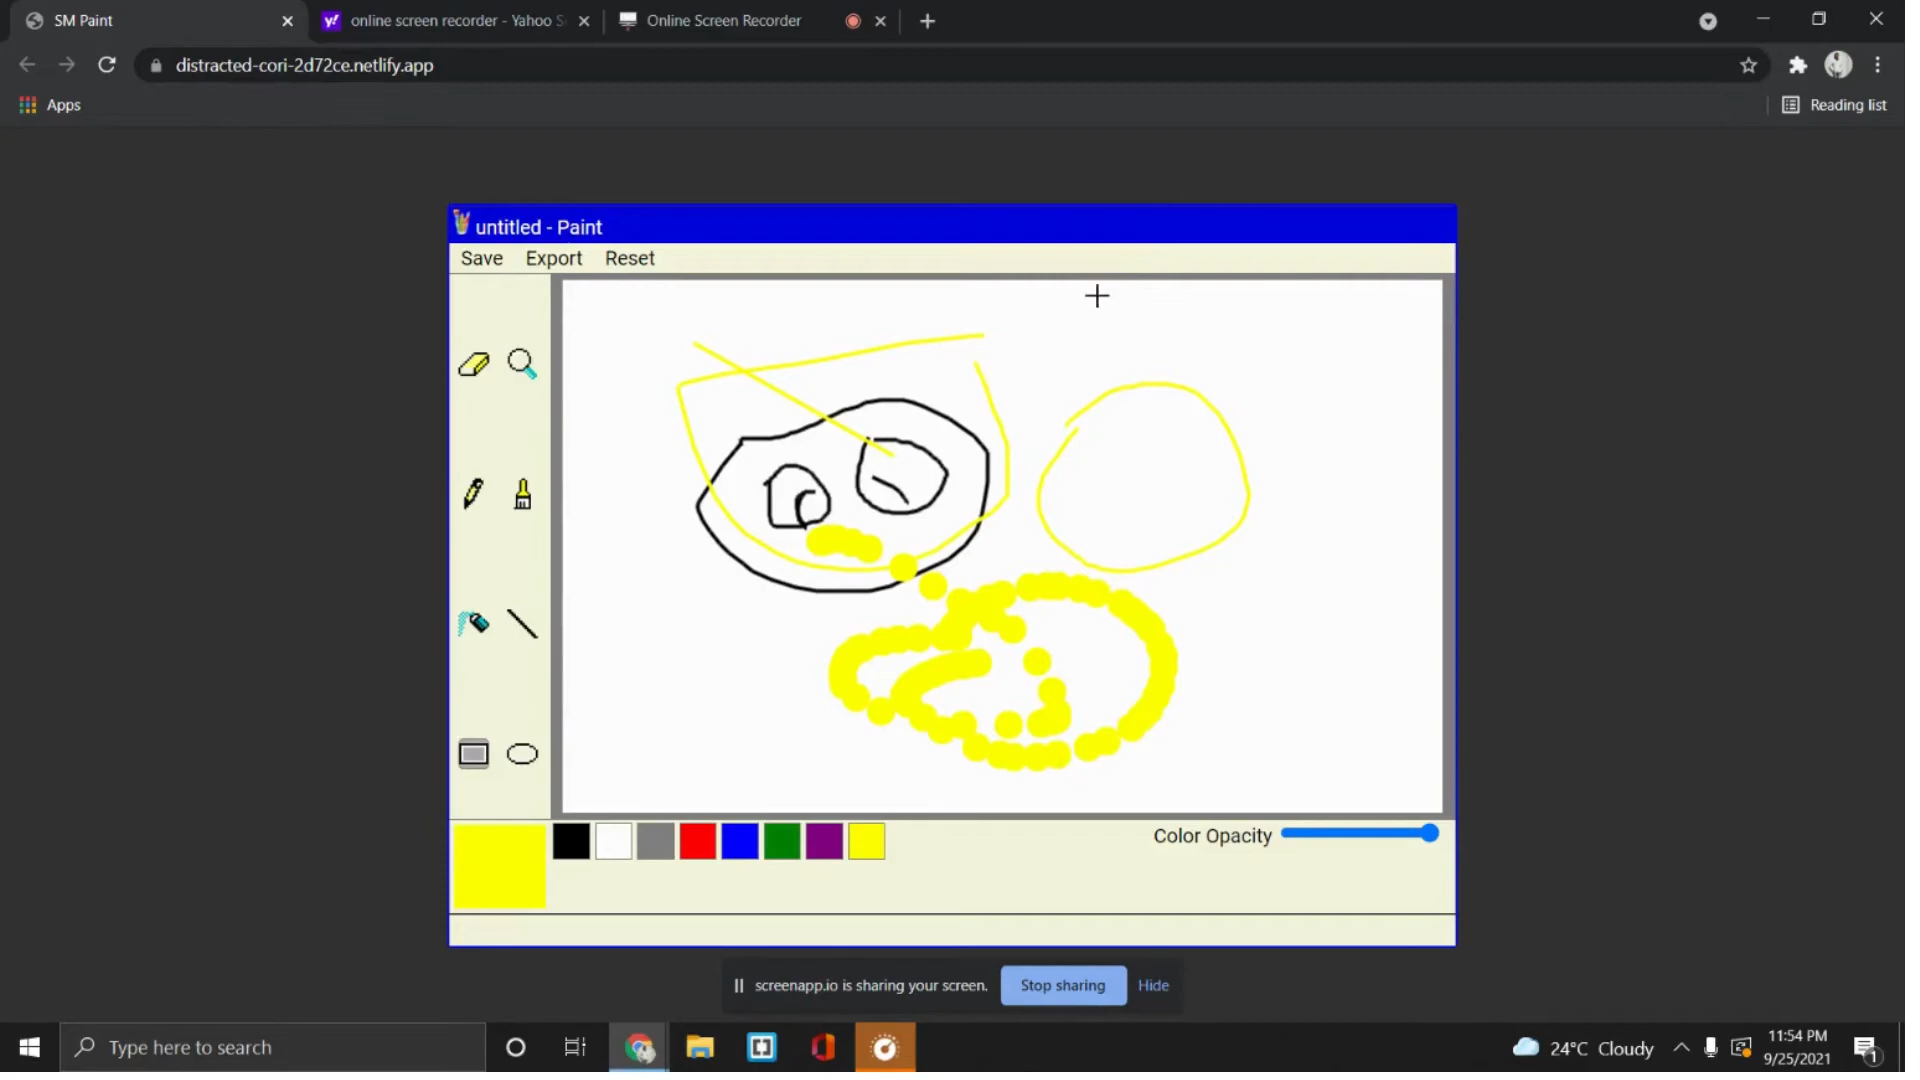 SM Paint
online screen recorder - Yahoo S
Online Screen Recorder
distracted-cori-2d72ce.netlify.app
Apps
Reading list
untitled - Paint
Save Export Reset
Color Opacity
screenapp.io is sharing your screen. Stop sharing Hide
Type here to search
24°C Cloudy
11:54 PM
9/25/2021
1